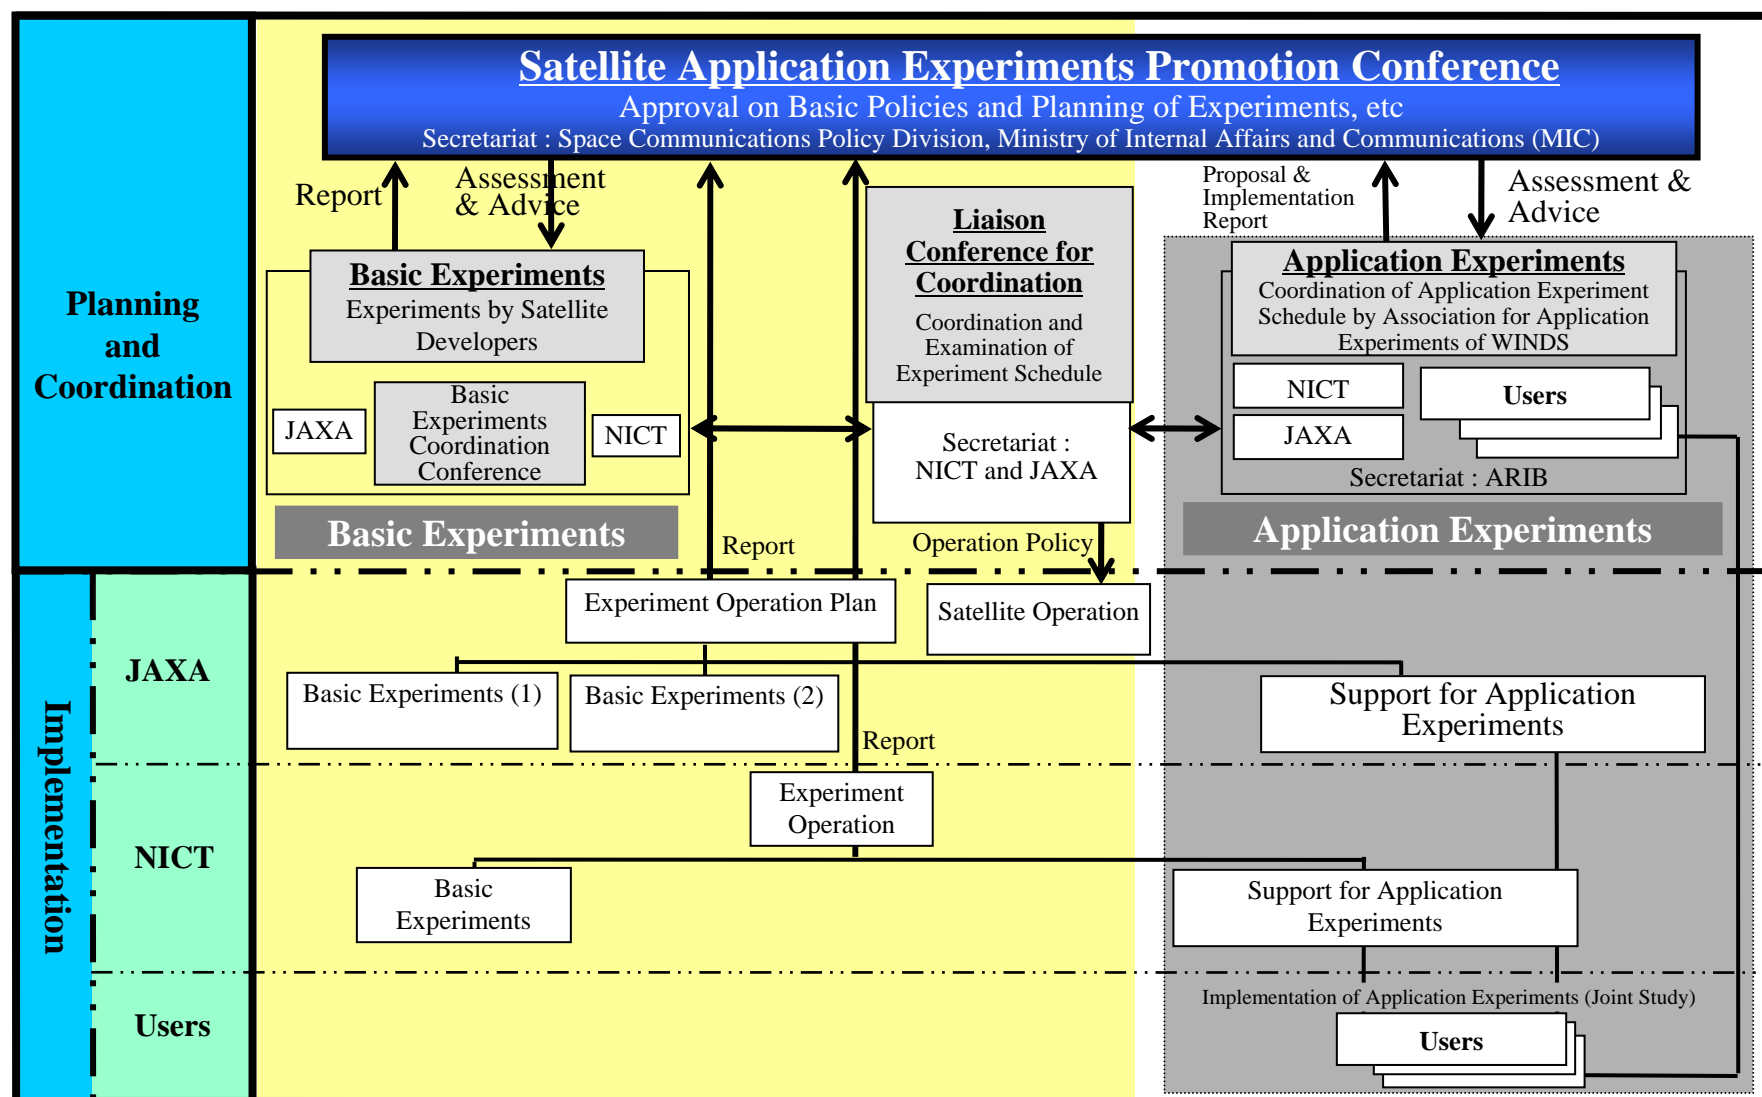 Satellite Application Experiments Promotion Conference
Approval on Basic Policies and Planning of Experiments, etc
Secretariat : Space Communications Policy Division, Ministry of Internal Affairs and Communications (MIC)
Report
Assessment
& Advice
Proposal &
Implementation
Report
Assessment &
Advice
Planning
and
Coordination
Basic Experiments
Experiments by Satellite
Developers
JAXA
Basic
Experiments
Coordination
Conference
NICT
Basic Experiments
Liaison
Conference for
Coordination
Coordination and
Examination of
Experiment Schedule
Secretariat :
NICT and JAXA
Application Experiments
Coordination of Application Experiment
Schedule by Association for Application
Experiments of WINDS
NICT
JAXA
Users
Secretariat : ARIB
Application Experiments
Report
Operation Policy
Implementation
JAXA
Experiment Operation Plan
Satellite Operation
Basic Experiments (1)
Basic Experiments (2)
Support for Application
Experiments
Report
NICT
Experiment
Operation
Basic
Experiments
Support for Application
Experiments
Users
Implementation of Application Experiments (Joint Study)
Users